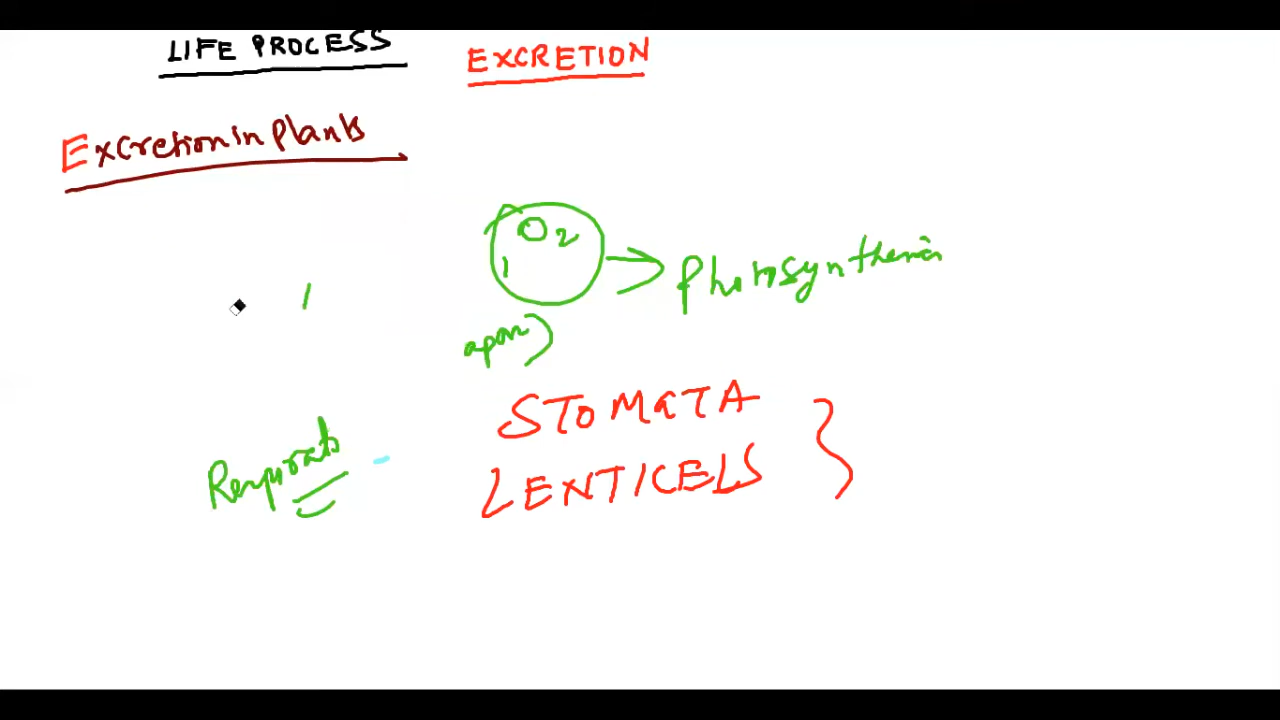 LIFE PROCESS
EXCRETION
Excretion in Plants
O2
Photosynthesis
STOMATA
LENTICELS